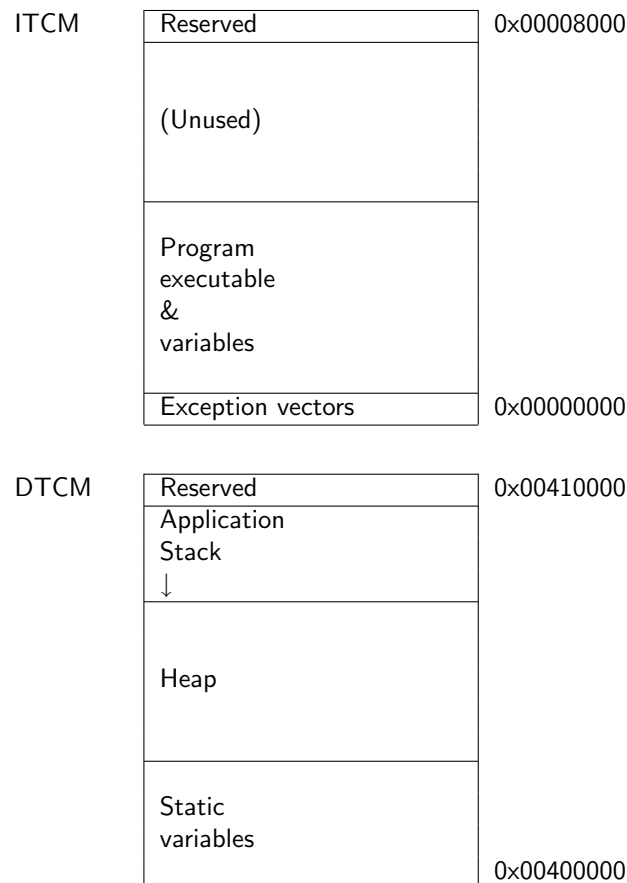 ITCM Reserved 0x00008000
(Unused)
Program
executable
&
variables
Exception vectors 0x00000000
DTCM Reserved 0x00410000
Application
Stack
↓
Heap
Static
variables
0x00400000